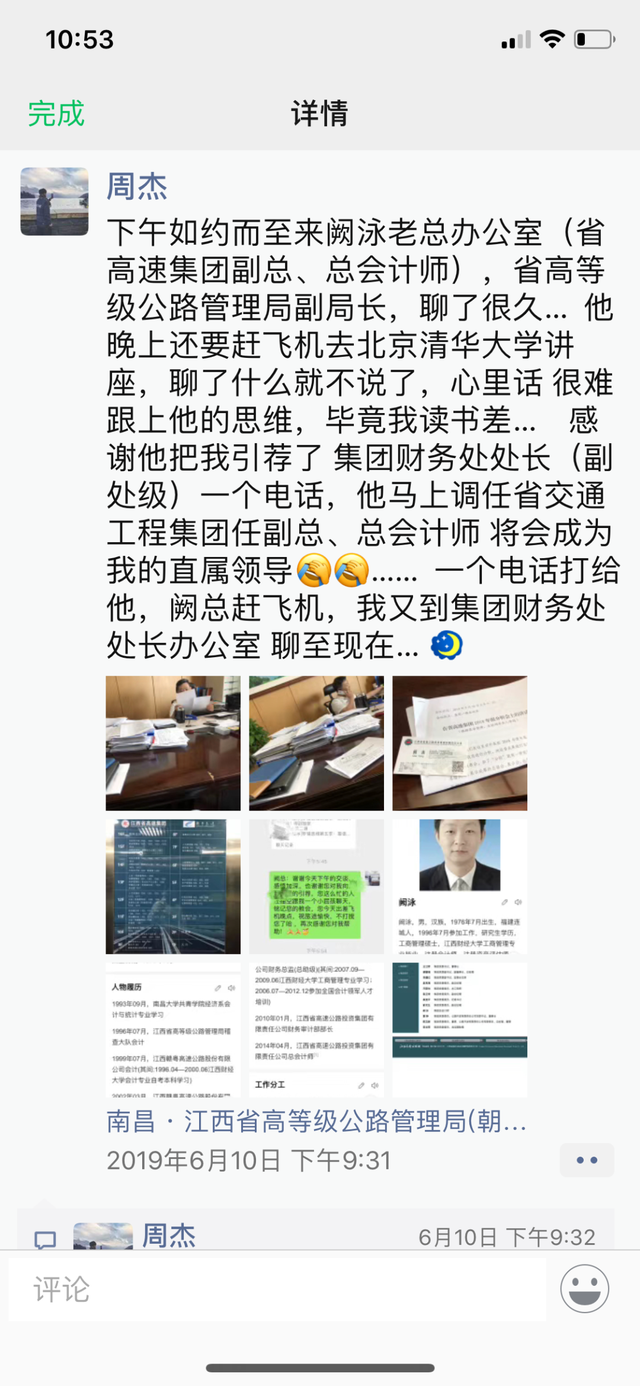 10:53
完成
详情
周杰
下午如约而至来阙泳老总办公室（省
高速集团副总、总会计师），省高等
级公路管理局副局长，聊了很久... 他
晚上还要赶飞机去北京清华大学讲
座，聊了什么就不说了，心里话 很难
跟上他的思维，毕竟我读书差... 感
谢他把我引荐了 集团财务处处长（副
处级）一个电话，他马上调任省交通
工程集团任副总、总会计师 将会成为
我的直属领导🤣🤣...... 一个电话打给
他，阙总赶飞机，我又到集团财务处
处长办公室 聊至现在... 🌙
江西省高速集团
阙泳
阙泳，男，汉族，1976年7月出生，福建连
城人，1996年7月参加工作，研究生学历，
工商管理硕士，江西财经大学工商管理专
人物履历
1993年09月，南昌大学共青学院经济系会
计与统计专业学习
1996年07月，江西省高等级公路管理局稽
查大队会计
1999年07月，江西赣粤高速公路股份有限
公司会计(其间:1996.04—2000.06江西财经
大学会计专业自考本科学习)
公司财务总监(总助级)(其间:2007.09—
2009.06江西财经大学工商管理专业学习；
2006.07—2012.12参加全国会计领军人才
培训)
2010年01月，江西省高速公路投资集团有
限责任公司财务审计部部长
2014年04月，江西省高速公路投资集团有
限责任公司总会计师
工作分工
南昌 · 江西省高等级公路管理局(朝...
2019年6月10日 下午9:31
周杰
6月10日 下午9:32
评论